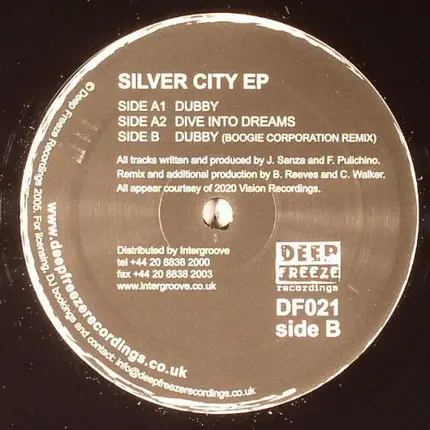 SILVER CITY EP
SIDE A1 DUBBY
SIDE A2 DIVE INTO DREAMS
SIDE B DUBBY (BOOGIE CORPORATION REMIX)
All tracks written and produced by J. Sanza and F. Pulichino.
Remix and additional production by B. Reeves and C. Walker.
All appear courtesy of 2020 Vision Recordings.
Distributed by Intergroove
tel +44 20 8838 2000
fax +44 20 8838 2003
www.intergroove.co.uk
DEEP
FREEZE
recordings
DF021
side B
© Deep Freeze Recordings 2005. For licensing, DJ bookings and contact: info@deepfreezerecordings.co.uk
www.deepfreezerecordings.co.uk